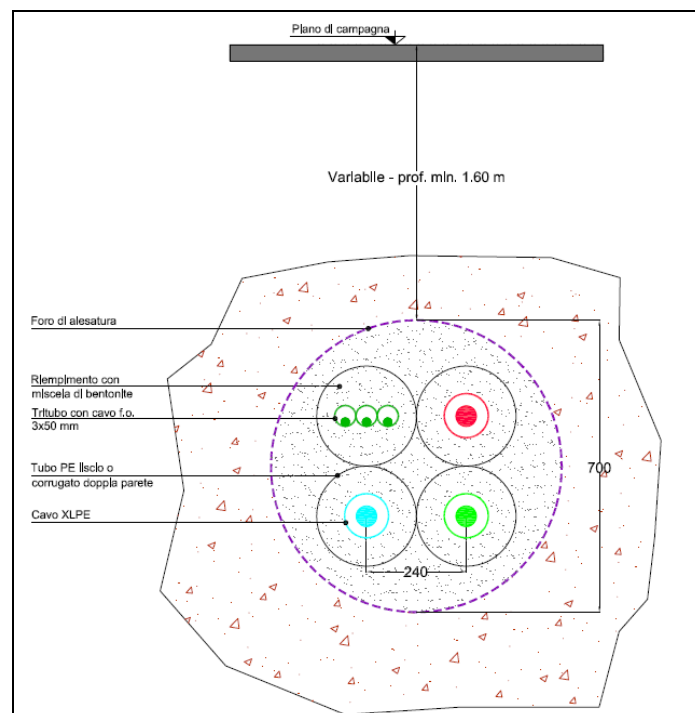 Plano di campagna
Variabile - prof. min. 1.60 m
Foro di alesatura
Riempimento con
miscela di bentonite
Tritubo con cavo f.o.
3x50 mm
Tubo PE liscio o
corrugato doppia parete
Cavo XLPE
700
240